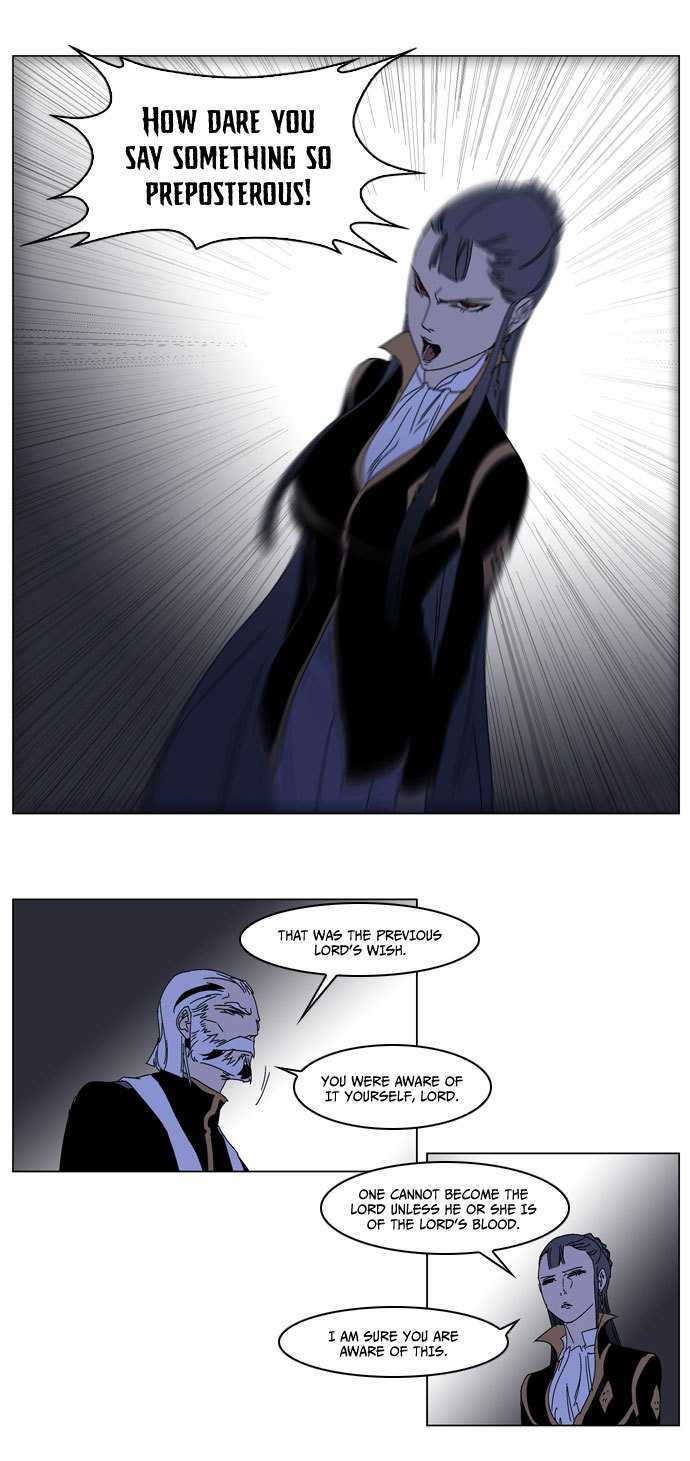 HOW DARE YOU
SAY SOMETHING SO
PREPOSTEROUS!
THAT WAS THE PREVIOUS
LORD'S WISH.
YOU WERE AWARE OF
IT YOURSELF, LORD.
ONE CANNOT BECOME THE
LORD UNLESS HE OR SHE IS
OF THE LORD'S BLOOD.
I AM SURE YOU ARE
AWARE OF THIS.